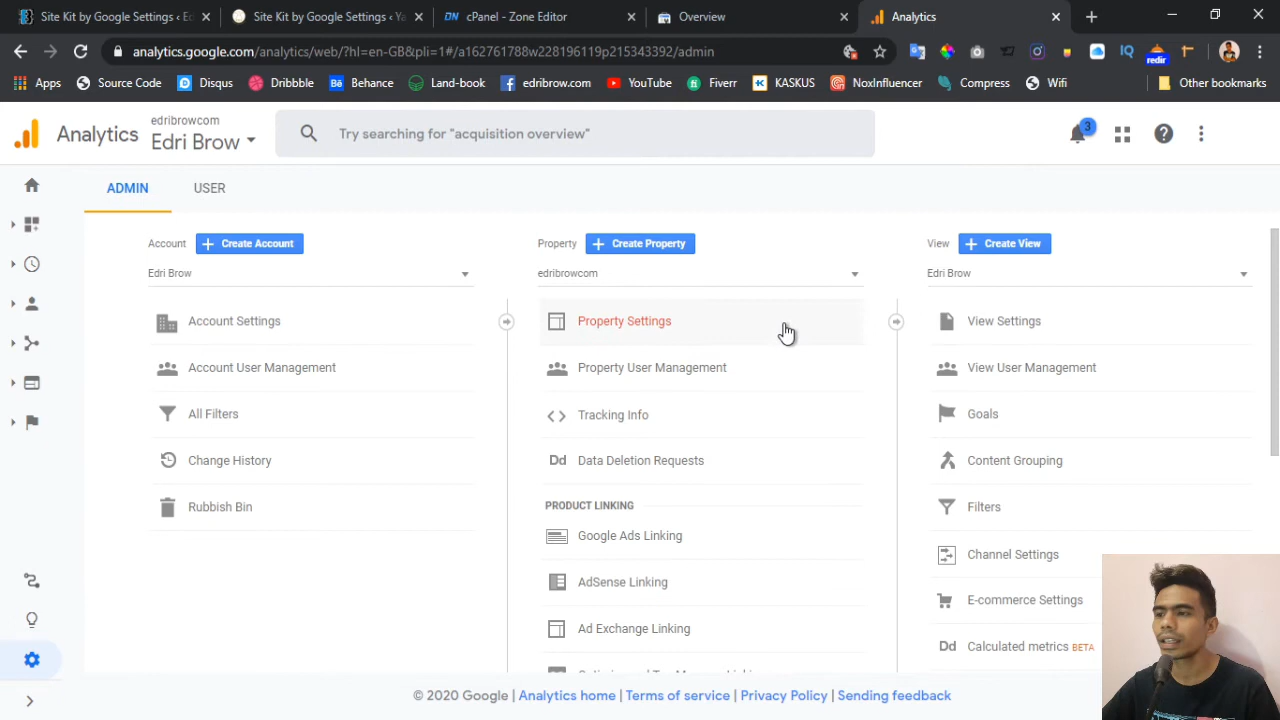 Site Kit by Google Settings ‹ Ed
Site Kit by Google Settings ‹ Ya
cPanel - Zone Editor
Overview
Analytics
analytics.google.com/analytics/web/?hl=en-GB&pli=1#/a162761788w228196119p215343392/admin
redir
Apps
Source Code
Disqus
Dribbble
Behance
Land-Book
edribrow.com
YouTube
Fiverr
KASKUS
NoxInfluencer
Compress
Wifi
Other bookmarks
Analytics
edribrowcom
Edri Brow
Try searching for "acquisition overview"
3
ADMIN
USER
Account
+ Create Account
Property
+ Create Property
View
+ Create View
Edri Brow
edribrowcom
Edri Brow
Account Settings
Account User Management
All Filters
Change History
Rubbish Bin
Property Settings
Property User Management
Tracking Info
Dd Data Deletion Requests
PRODUCT LINKING
Google Ads Linking
AdSense Linking
Ad Exchange Linking
View Settings
View User Management
Goals
Content Grouping
Filters
Channel Settings
E-commerce Settings
Dd Calculated metrics BETA
© 2020 Google | Analytics home | Terms of service | Privacy Policy | Sending feedback